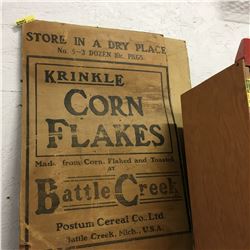 STORE IN A DRY PLACE
No. 5-3 DOZEN 10c. PKGS.
KRINKLE
CORN
FLAKES
Made from Corn, Flaked and Toasted
AT
Battle Creek
Postum Cereal Co., Ltd
Battle Creek, Mich., U.S.A.